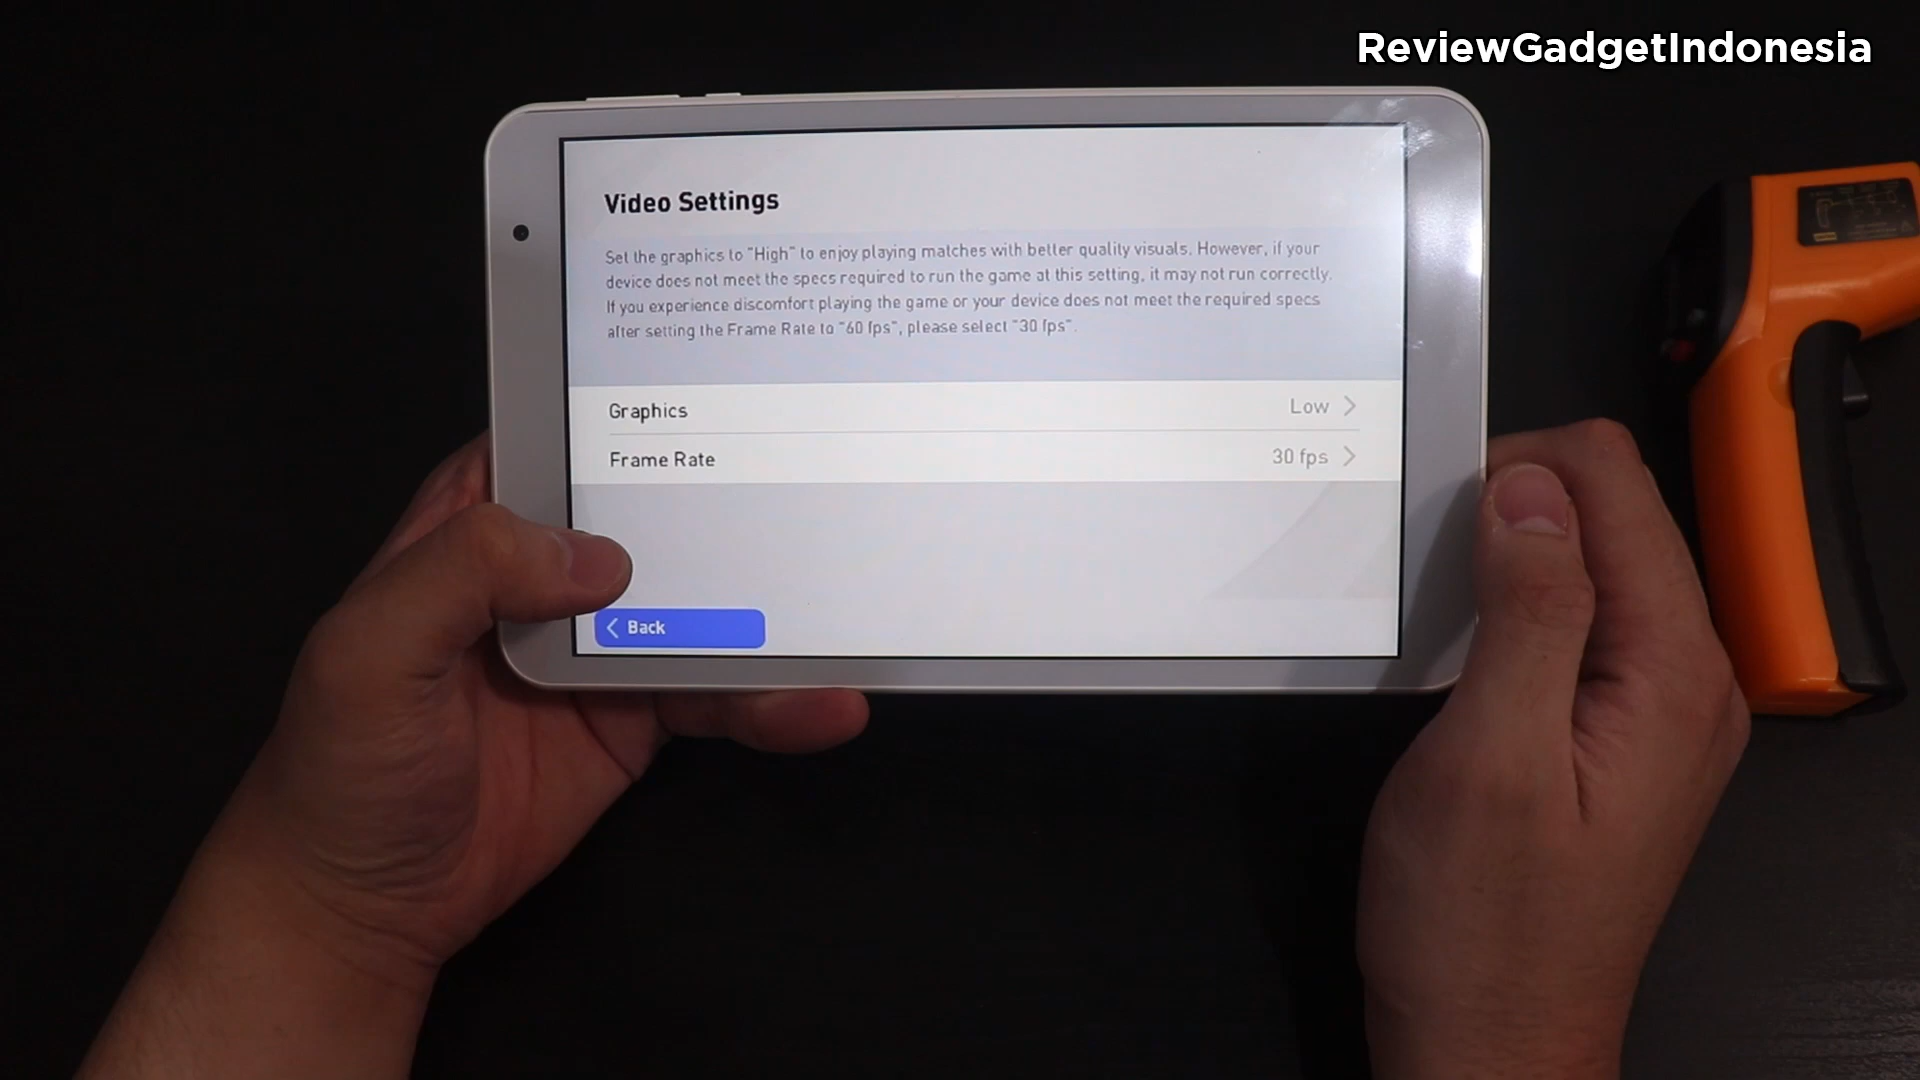 ReviewGadgetIndonesia
Video Settings
Set the graphics to "High" to enjoy playing matches with better quality visuals. However, if your
device does not meet the specs required to run the game at this setting, it may not run correctly.
If you experience discomfort playing the game or your device does not meet the required specs
after setting the Frame Rate to "60 fps", please select "30 fps".
Graphics
Low
Frame Rate
30 fps
Back